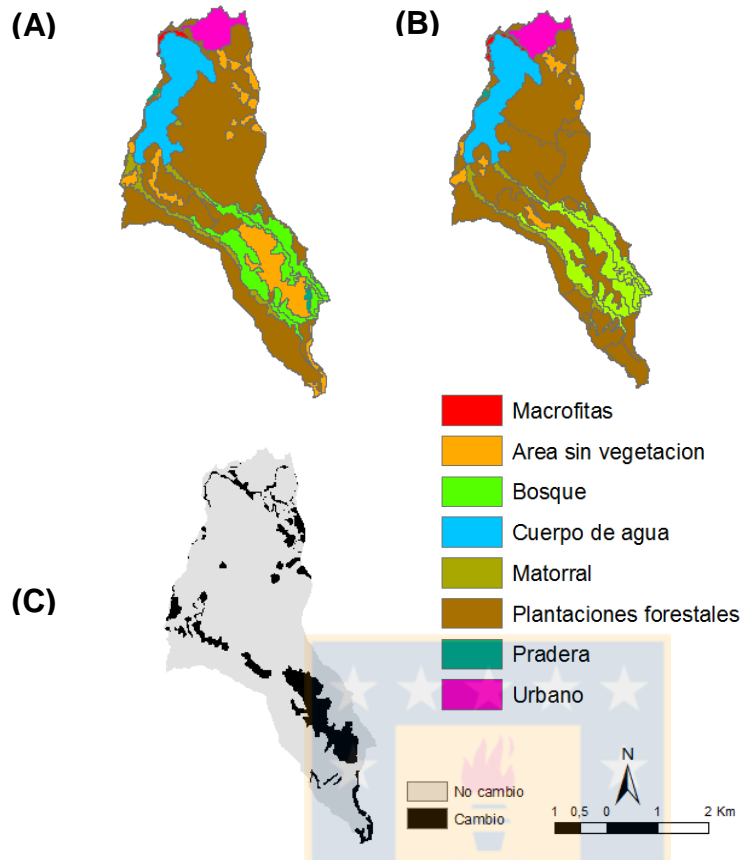 (A)
(B)
Macrofitas
Area sin vegetacion
Bosque
Cuerpo de agua
Matorral
Plantaciones forestales
Pradera
Urbano
(C)
No cambio
Cambio
N
1 0,5 0 1 2 Km